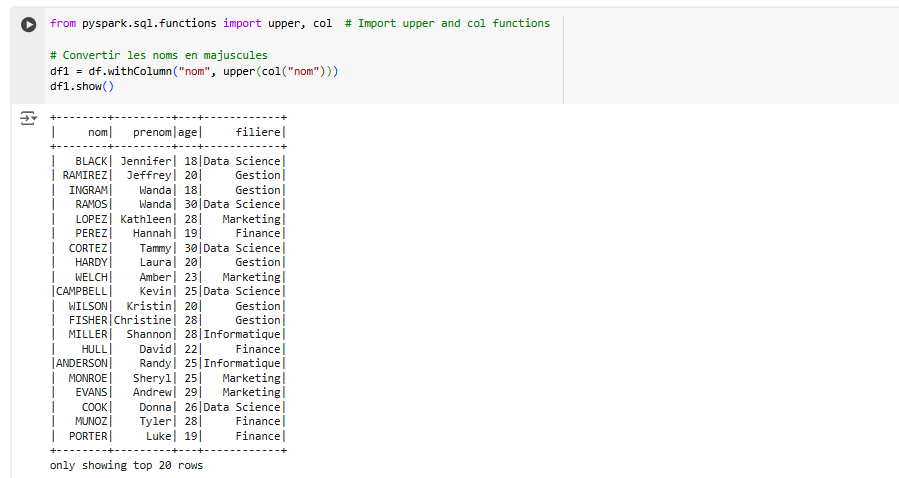 from pyspark.sql.functions import upper, col  # Import upper and col functions
# Convertir les noms en majuscules
df1 = df.withColumn("nom", upper(col("nom")))
df1.show()
+--------+---------+---+------------+
|     nom|   prenom|age|     filiere|
+--------+---------+---+------------+
|   BLACK| Jennifer| 18|Data Science|
| RAMIREZ|  Jeffrey| 20|     Gestion|
|  INGRAM|    Wanda| 18|     Gestion|
|   RAMOS|    Wanda| 30|Data Science|
|   LOPEZ| Kathleen| 28|   Marketing|
|   PEREZ|   Hannah| 19|     Finance|
|  CORTEZ|    Tammy| 30|Data Science|
|   HARDY|    Laura| 20|     Gestion|
|   WELCH|    Amber| 23|   Marketing|
|CAMPBELL|    Kevin| 25|Data Science|
|  WILSON|  Kristin| 20|     Gestion|
|  FISHER|Christine| 28|     Gestion|
|  MILLER|  Shannon| 28|Informatique|
|    HULL|    David| 22|     Finance|
|ANDERSON|    Randy| 25|Informatique|
|  MONROE|   Sheryl| 25|   Marketing|
|   EVANS|   Andrew| 29|   Marketing|
|    COOK|    Donna| 26|Data Science|
|   MUNOZ|    Tyler| 28|     Finance|
|  PORTER|     Luke| 19|     Finance|
+--------+---------+---+------------+
only showing top 20 rows